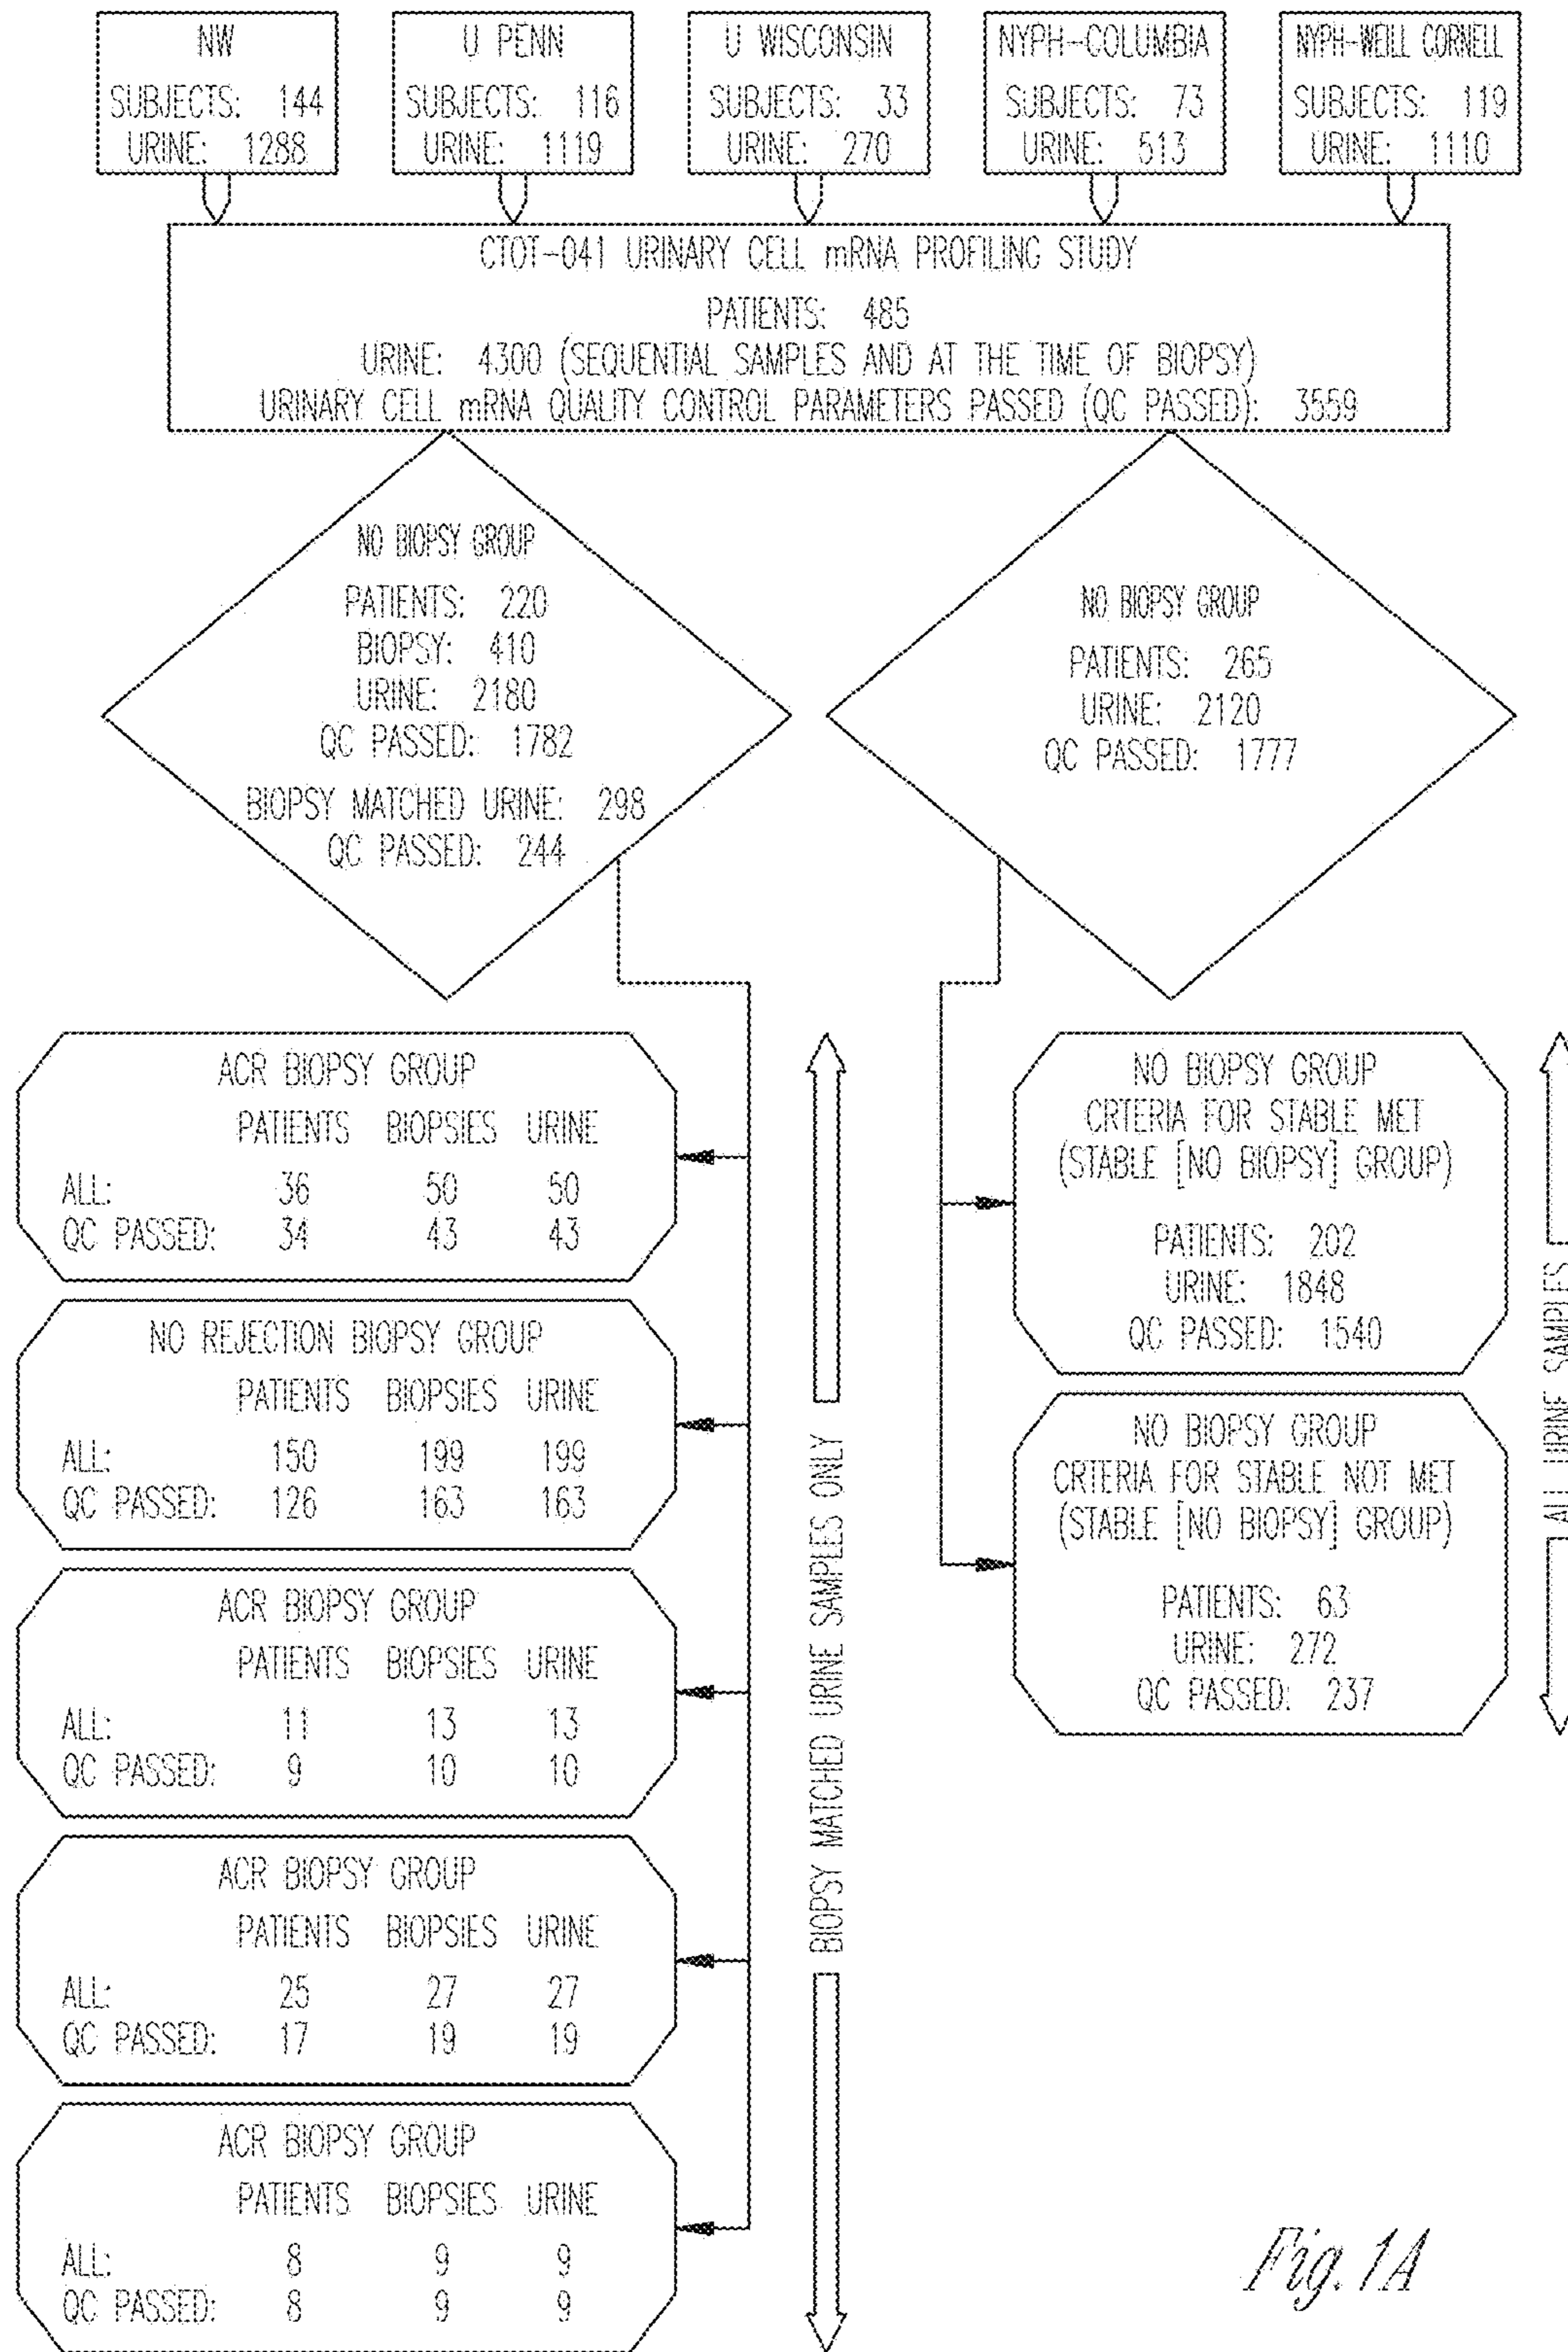 NW
SUBJECTS: 144
URINE: 1288
U PENN
SUBJECTS: 116
URINE: 1119
U WISCONSIN
SUBJECTS: 33
URINE: 270
NYPH-COLUMBIA
SUBJECTS: 73
URINE: 513
NYPH-WEILL CORNELL
SUBJECTS: 119
URINE: 1110
CTOT-041 URINARY CELL mRNA PROFILING STUDY
PATIENTS: 485
URINE: 4300 (SEQUENTIAL SAMPLES AND AT THE TIME OF BIOPSY)
URINARY CELL mRNA QUALITY CONTROL PARAMETERS PASSED (QC PASSED): 3559
NO BIOPSY GROUP
PATIENTS: 220
BIOPSY: 410
URINE: 2180
QC PASSED: 1782
BIOPSY MATCHED URINE: 298
QC PASSED: 244
NO BIOPSY GROUP
PATIENTS: 265
URINE: 2120
QC PASSED: 1777
ACR BIOPSY GROUP
PATIENTS BIOPSIES URINE
ALL: 36 50 50
QC PASSED: 34 43 43
NO REJECTION BIOPSY GROUP
PATIENTS BIOPSIES URINE
ALL: 150 199 199
QC PASSED: 126 163 163
ACR BIOPSY GROUP
PATIENTS BIOPSIES URINE
ALL: 11 13 13
QC PASSED: 9 10 10
ACR BIOPSY GROUP
PATIENTS BIOPSIES URINE
ALL: 25 27 27
QC PASSED: 17 19 19
ACR BIOPSY GROUP
PATIENTS BIOPSIES URINE
ALL: 8 9 9
QC PASSED: 8 9 9
BIOPSY MATCHED URINE SAMPLES ONLY
NO BIOPSY GROUP
CRTERIA FOR STABLE MET
(STABLE [NO BIOPSY] GROUP)
PATIENTS: 202
URINE: 1848
QC PASSED: 1540
NO BIOPSY GROUP
CRTERIA FOR STABLE NOT MET
(STABLE [NO BIOPSY] GROUP)
PATIENTS: 63
URINE: 272
QC PASSED: 237
ALL URINE SAMPLES
Fig. 1A